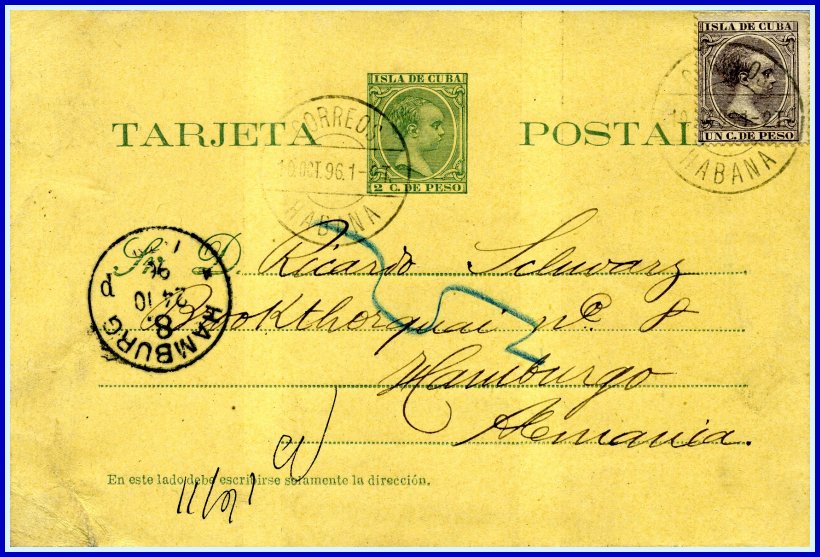 ISLA DE CUBA
ISLA DE CUBA
TARJETA POSTAL
CORREOS
10 OCT. 96. 1-
HABANA
2 C. DE PESO
UN C. DE PESO
HABANA
Sr. D. Ricardo Schwarz
Brookthorquai nº 8
Hamburgo
Alemania.
HAMBURG
8.
24 10
96
En este lado debe escribirse solamente la dirección.